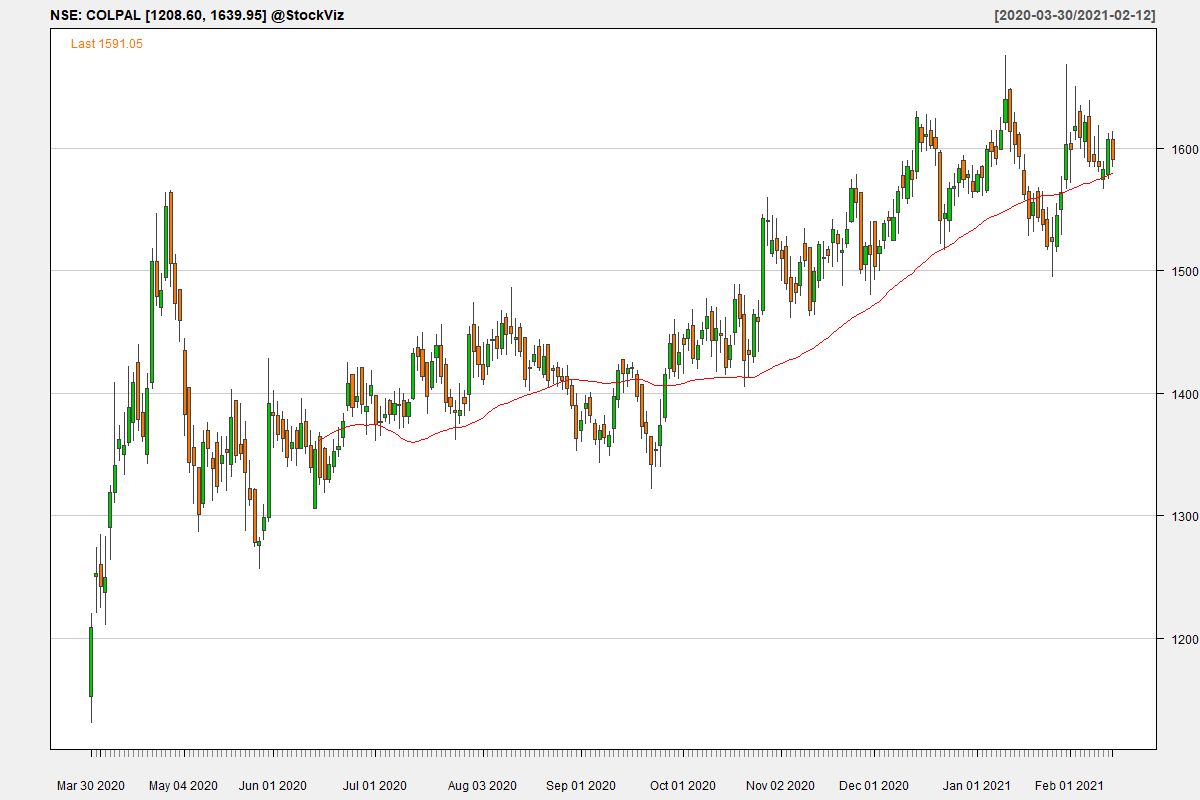 NSE: COLPAL [1208.60, 1639.95] @StockViz [2020-03-30/2021-02-12]
Last 1591.05
1600
1500
1400
1300
1200
Mar 30 2020 May 04 2020 Jun 01 2020 Jul 01 2020 Aug 03 2020 Sep 01 2020 Oct 01 2020 Nov 02 2020 Dec 01 2020 Jan 01 2021 Feb 01 2021